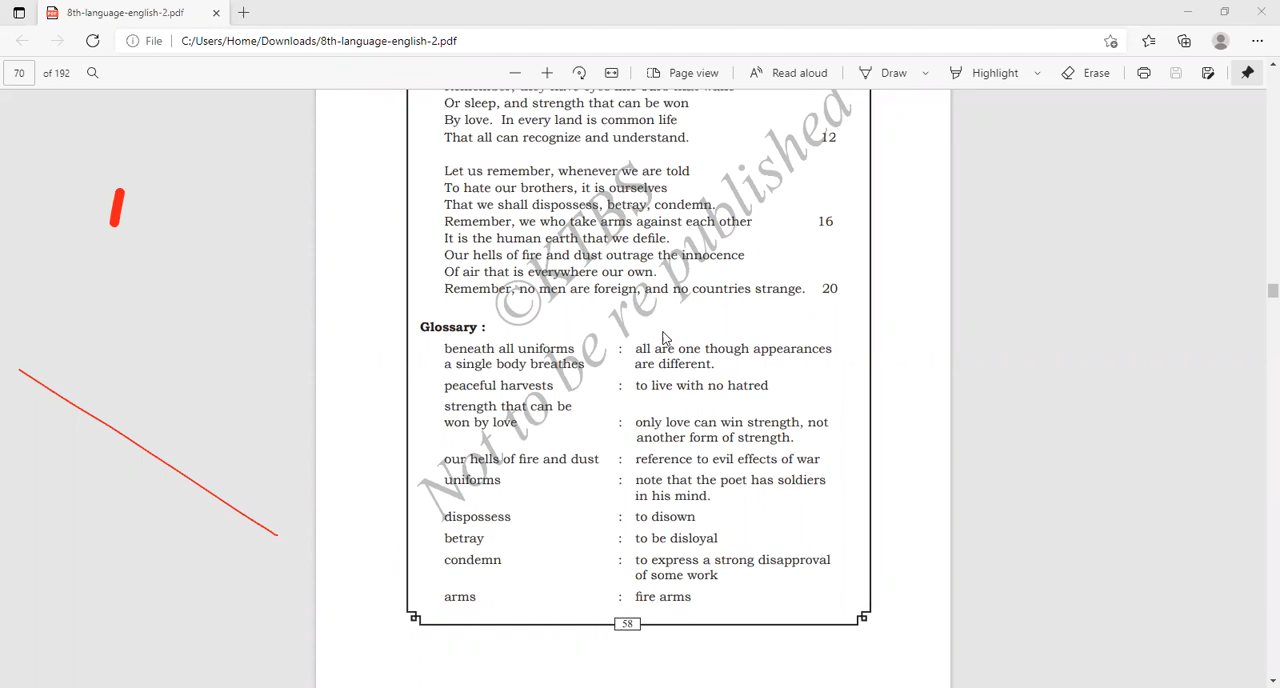 8th-language-english-2.pdf
File C:/Users/Home/Downloads/8th-language-english-2.pdf
70 of 192 Page view Read aloud Draw Highlight Erase
Or sleep, and strength that can be won
By love. In every land is common life
That all can recognize and understand. 12
Let us remember, whenever we are told
To hate our brothers, it is ourselves
That we shall dispossess, betray, condemn.
Remember, we who take arms against each other 16
It is the human earth that we defile.
Our hells of fire and dust outrage the innocence
Of air that is everywhere our own.
Remember, no men are foreign, and no countries strange. 20
Glossary :
beneath all uniforms : all are one though appearances
a single body breathes are different.
peaceful harvests : to live with no hatred
strength that can be
won by love : only love can win strength, not
another form of strength.
our hells of fire and dust : reference to evil effects of war
uniforms : note that the poet has soldiers
in his mind.
dispossess : to disown
betray : to be disloyal
condemn : to express a strong disapproval
of some work
arms : fire arms
58
©KTBS
Not to be re published